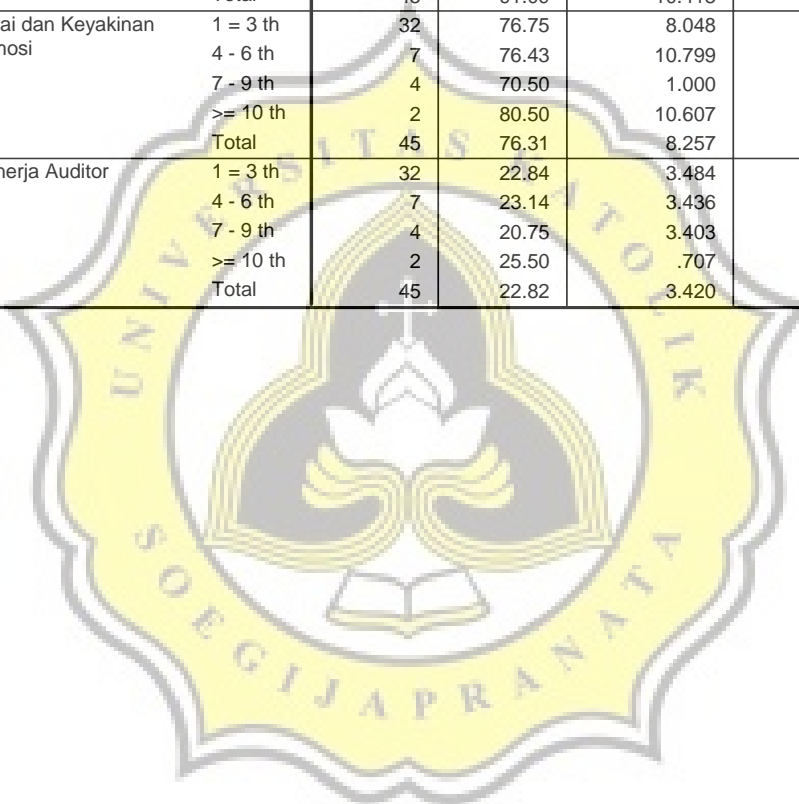 ai dan Keyakinan 1 = 3 th 32 76.75 8.048
nosi 4 - 6 th 7 76.43 10.799
7 - 9 th 4 70.50 1.000
>= 10 th 2 80.50 10.607
Total 45 76.31 8.257
nerja Auditor 1 = 3 th 32 22.84 3.484
4 - 6 th 7 23.14 3.436
7 - 9 th 4 20.75 3.403
>= 10 th 2 25.50 .707
Total 45 22.82 3.420
UNIVERSITAS KATOLIK
SOEGIJAPRANATA